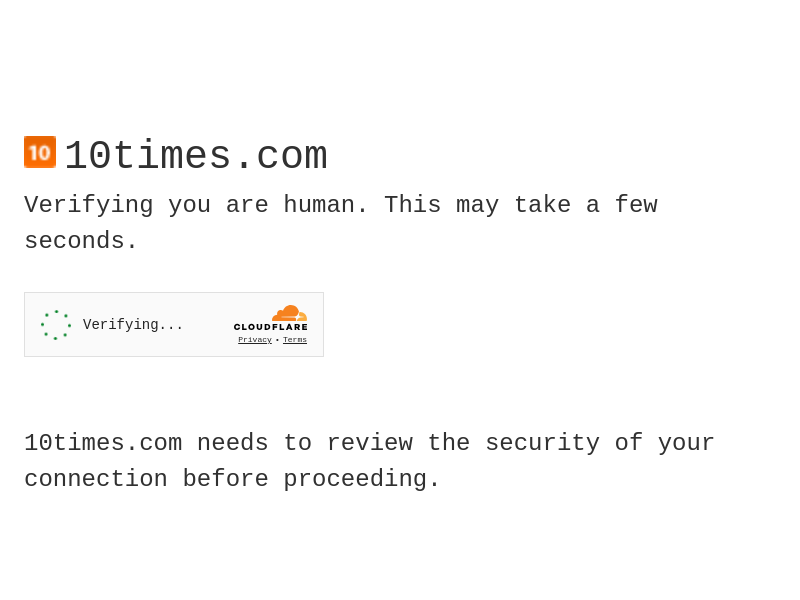 10
10times.com
Verifying you are human. This may take a few
seconds.
Verifying...
CLOUDFLARE
Privacy • Terms
10times.com needs to review the security of your
connection before proceeding.